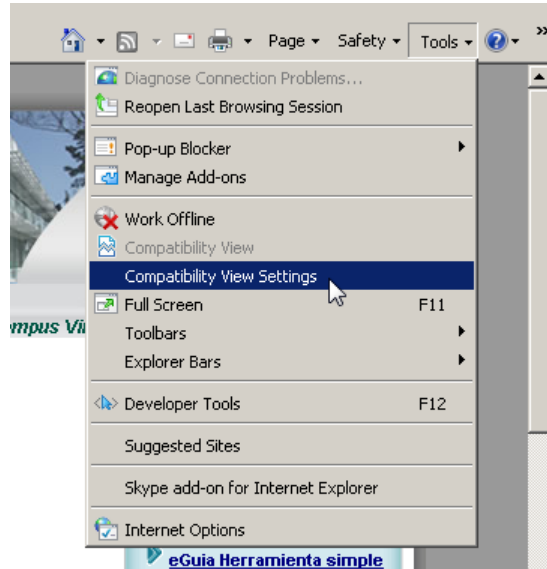 Page Safety Tools
Diagnose Connection Problems...
Reopen Last Browsing Session
Pop-up Blocker
Manage Add-ons
Work Offline
Compatibility View
Compatibility View Settings
Full Screen F11
Toolbars
mpus Vi
Explorer Bars
Developer Tools F12
Suggested Sites
Skype add-on for Internet Explorer
Internet Options
eGuia Herramienta simple